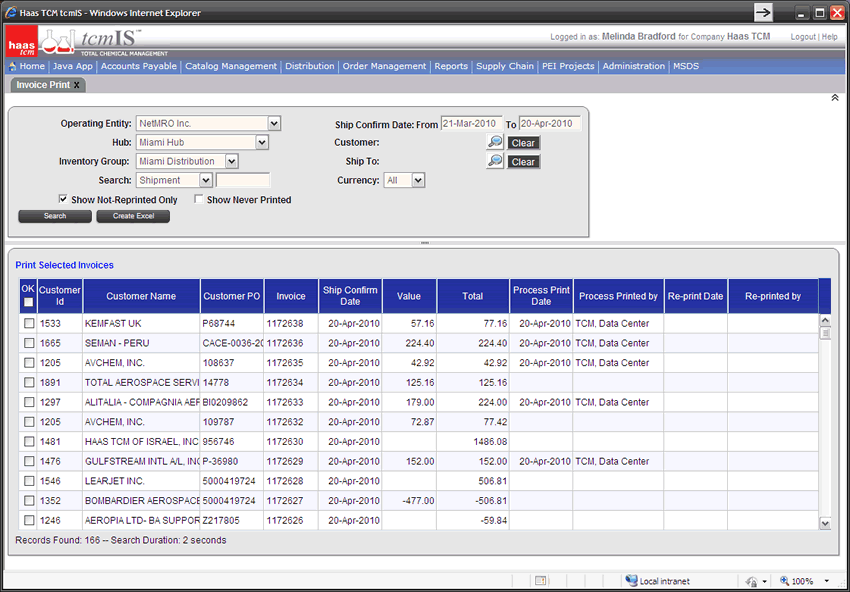 Haas TCM tcmIS - Windows Internet Explorer
haas tcm
tcmIS™
TOTAL CHEMICAL MANAGEMENT
Logged in as: Melinda Bradford for Company Haas TCM
Logout | Help
Home | Java App | Accounts Payable | Catalog Management | Distribution | Order Management | Reports | Supply Chain | PEI Projects | Administration | MSDS
Invoice Print X
Operating Entity: NetMRO Inc. Ship Confirm Date: From 21-Mar-2010 To 20-Apr-2010
Hub: Miami Hub Customer: Clear
Inventory Group: Miami Distribution Ship To: Clear
Search: Shipment Currency: All
Show Not-Reprinted Only Show Never Printed
Search Create Excel
Print Selected Invoices
OK Customer Id Customer Name Customer PO Invoice Ship Confirm Date Value Total Process Print Date Process Printed by Re-print Date Re-printed by
1533 KEMFAST UK P68744 1172638 20-Apr-2010 57.16 77.16 20-Apr-2010 TCM, Data Center
1665 SEMAN - PERU CACE-0036-20 1172636 20-Apr-2010 224.40 224.40 20-Apr-2010 TCM, Data Center
1205 AVCHEM, INC. 108637 1172635 20-Apr-2010 42.92 42.92 20-Apr-2010 TCM, Data Center
1891 TOTAL AEROSPACE SERVI 14778 1172634 20-Apr-2010 125.16 125.16
1297 ALITALIA - COMPAGNIA AEF BI0209862 1172633 20-Apr-2010 179.00 224.00 20-Apr-2010 TCM, Data Center
1205 AVCHEM, INC. 109787 1172632 20-Apr-2010 72.87 77.42
1481 HAAS TCM OF ISRAEL, INC 956746 1172630 20-Apr-2010 1486.08
1476 GULFSTREAM INTL A/L, INC P-36980 1172629 20-Apr-2010 152.00 152.00 20-Apr-2010 TCM, Data Center
1546 LEARJET INC. 5000419724 1172628 20-Apr-2010 506.81
1352 BOMBARDIER AEROSPACE 5000419724 1172627 20-Apr-2010 -477.00 -506.81
1246 AEROPIA LTD- BA SUPPOR Z217805 1172626 20-Apr-2010 -59.84
Records Found: 166 -- Search Duration: 2 seconds
Local intranet 100%